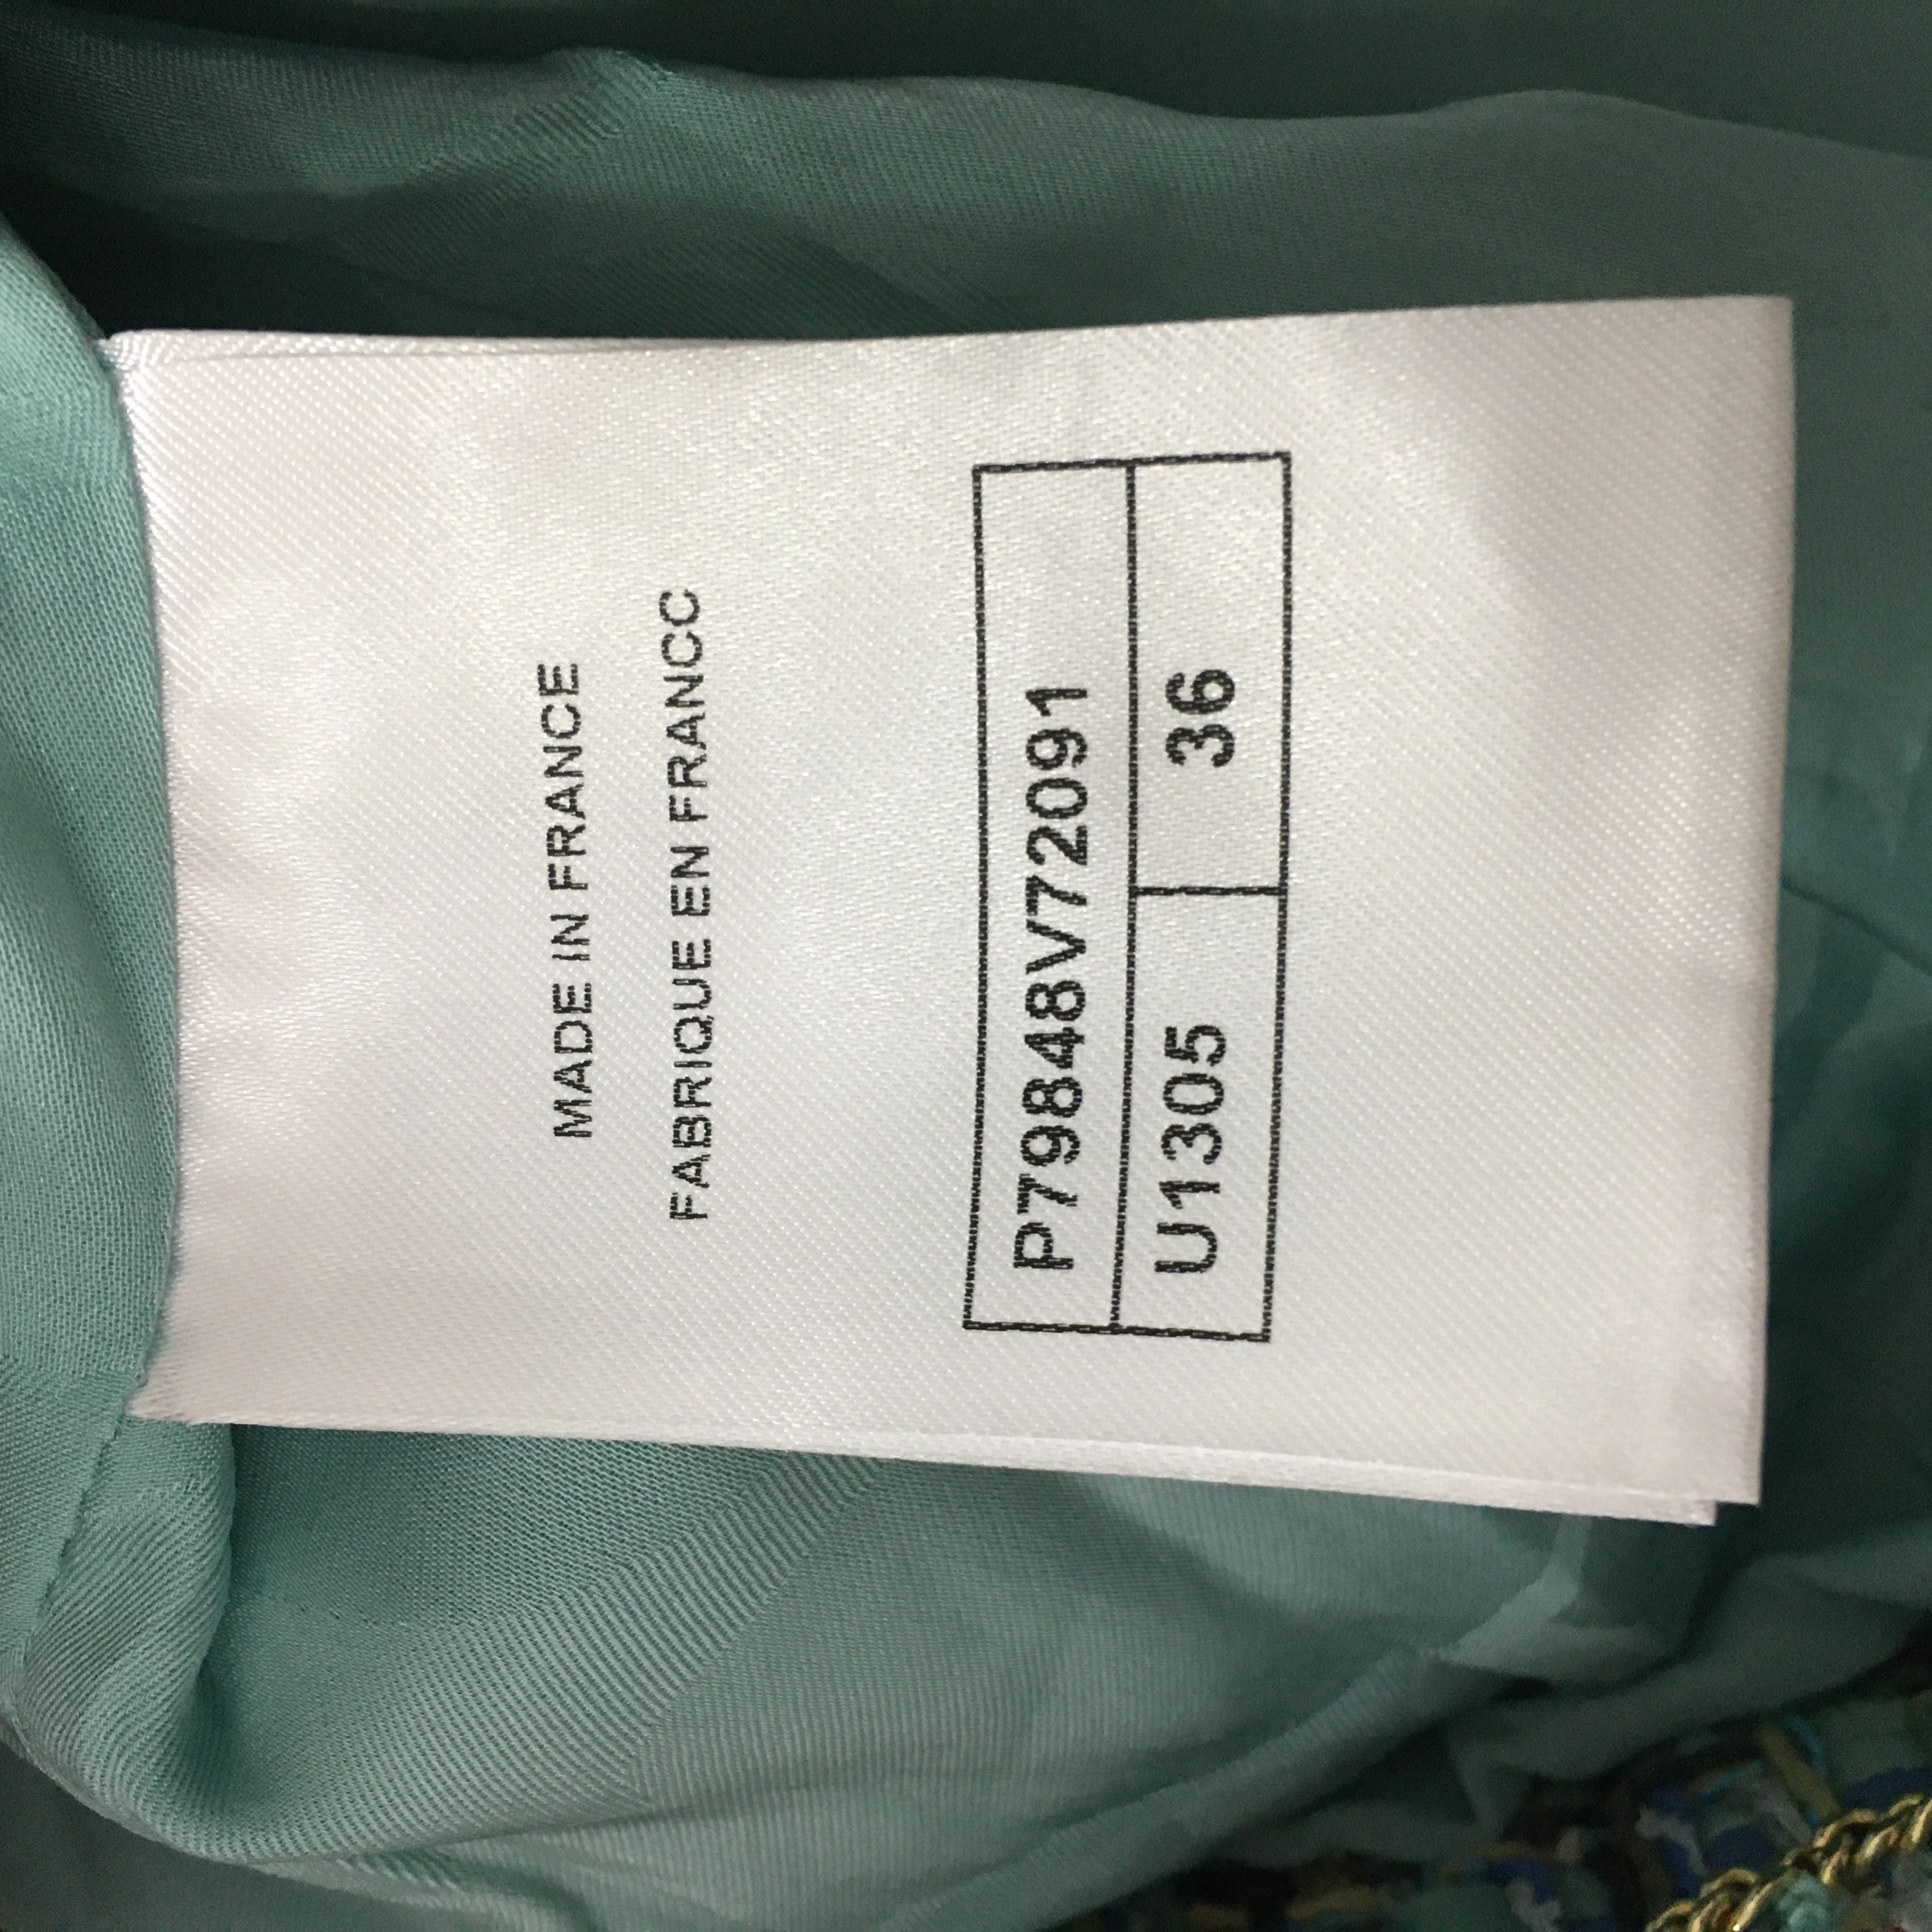 MADE IN FRANCE
FABRIQUE EN FRANCC
P79848V72091
U1305 36